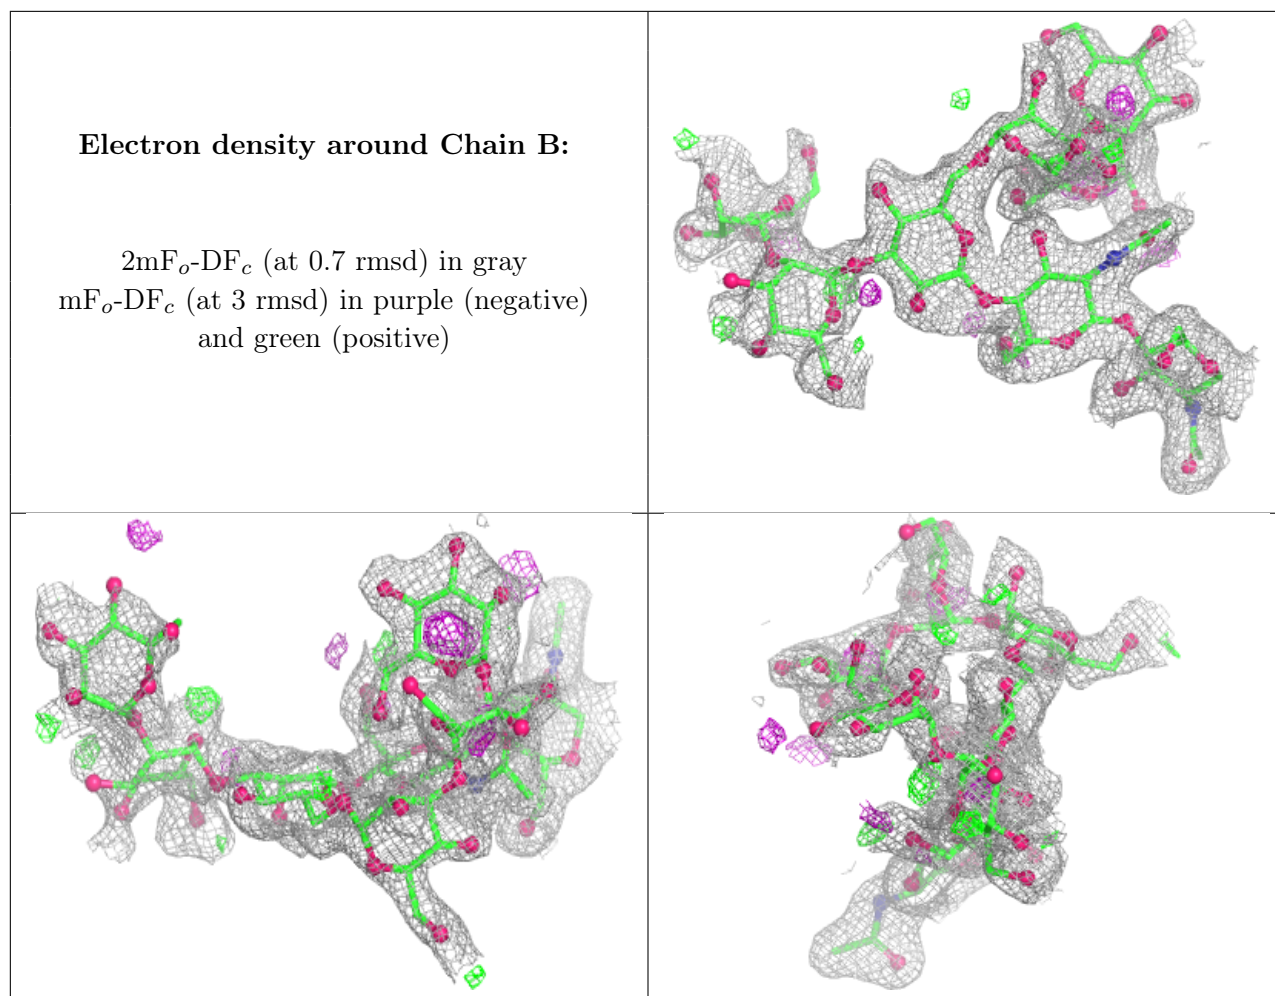 Electron density around Chain B:
2mFo-DFc (at 0.7 rmsd) in gray
mFo-DFc (at 3 rmsd) in purple (negative)
and green (positive)